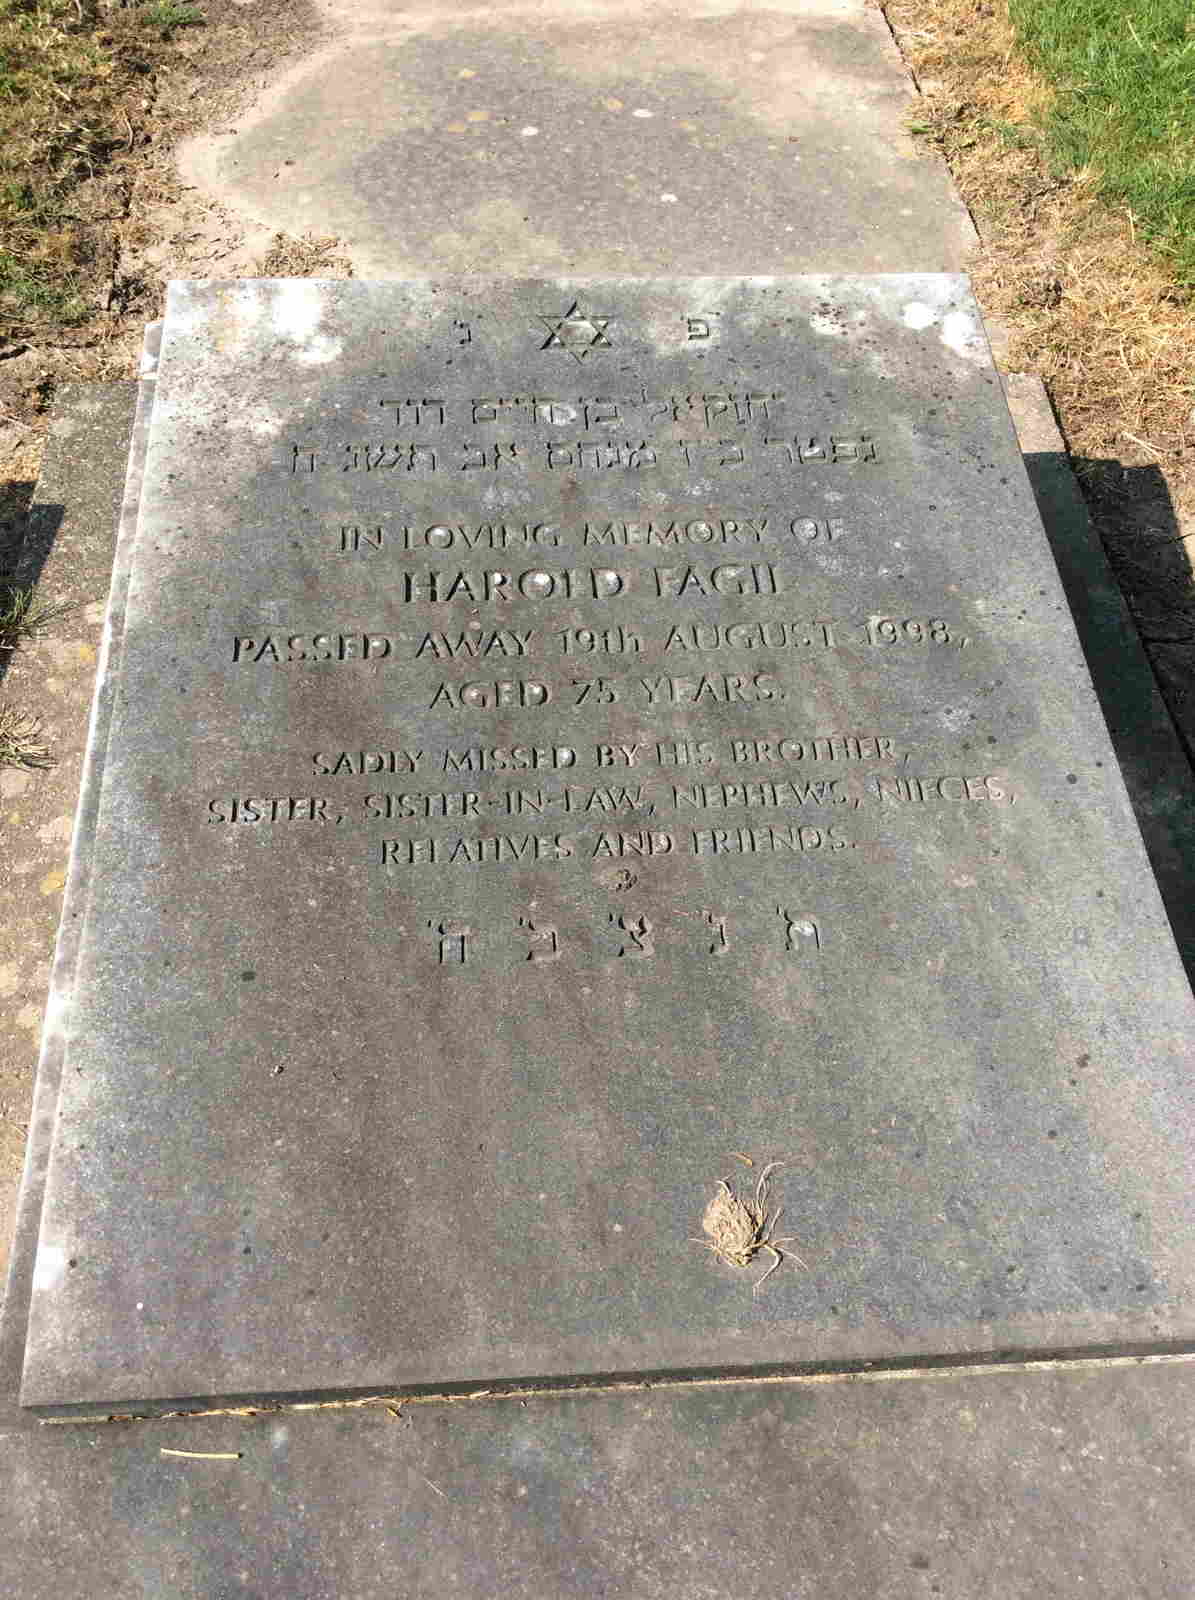 פ נ
יחזקאל בן חיים דוד
נפטר כ״ז מנחם אב תשנ״ח
IN LOVING MEMORY OF
HAROLD
PASSED AWAY 19th AUGUST 1998,
AGED 75 YEARS.
SADLY MISSED BY HIS BROTHER,
SISTER, SISTER-IN-LAW, NEPHEWS, NIECES,
RELATIVES AND FRIENDS.
ת' נ' צ' ב' ה'